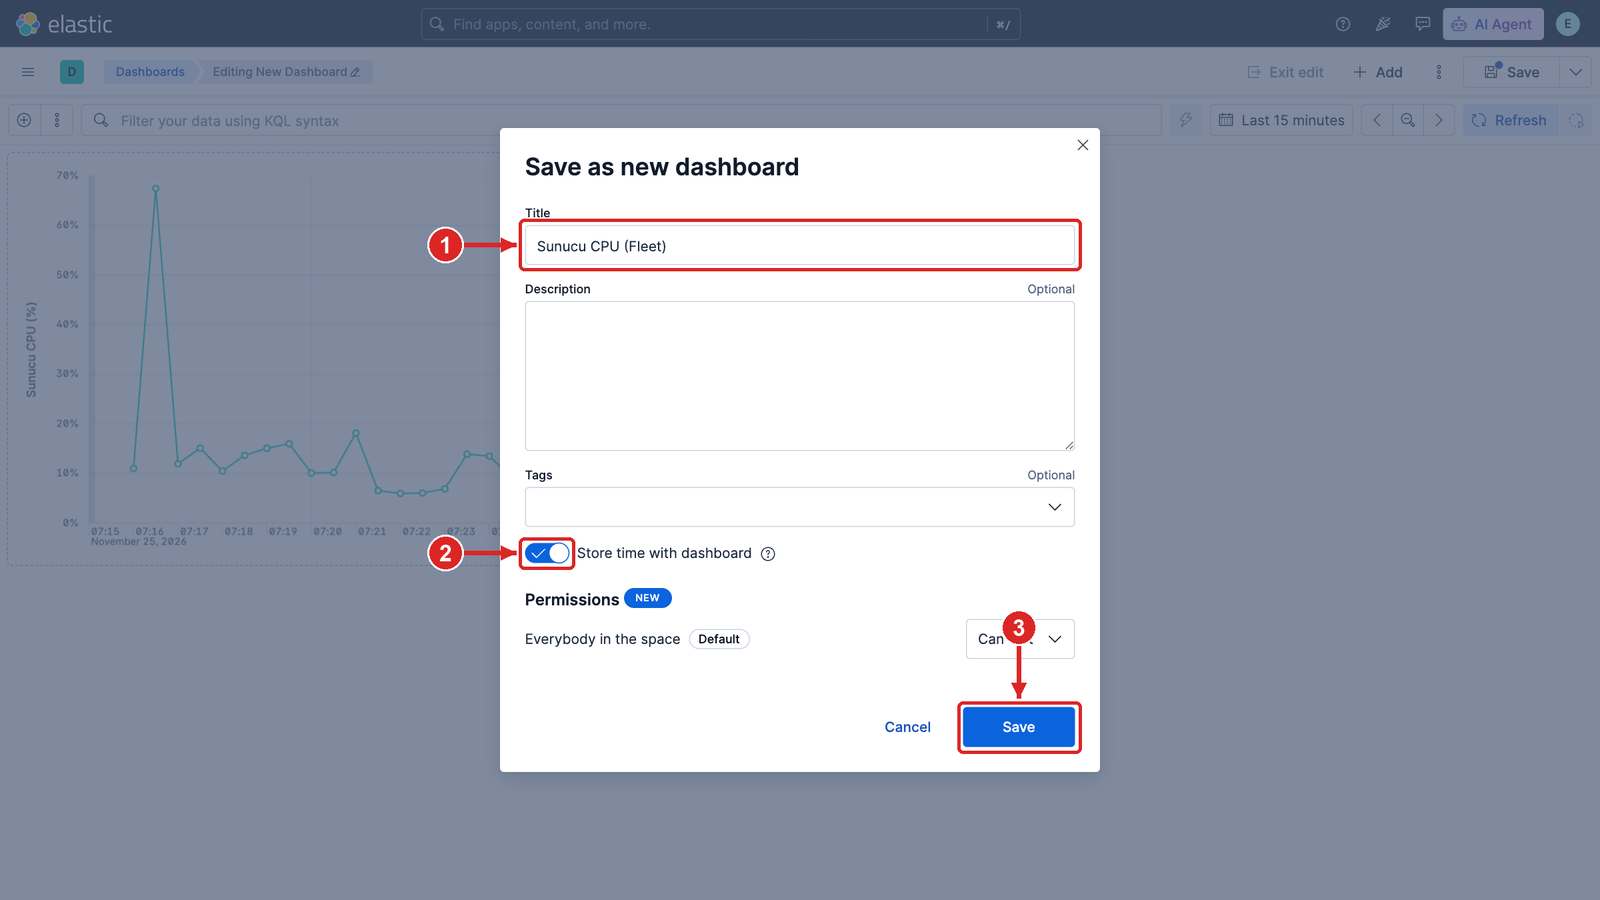 elastic
Find apps, content, and more.
⌘/
AI Agent
E
D
Dashboards
Editing New Dashboard
Exit edit
Add
Save
Filter your data using KQL syntax
Last 15 minutes
Refresh
Save as new dashboard
Title
1
Sunucu CPU (Fleet)
Description
Optional
Tags
Optional
2
Store time with dashboard
Permissions
NEW
Everybody in the space
Default
Can
3
Cancel
Save
Sunucu CPU (%)
70%
60%
50%
40%
30%
20%
10%
0%
07:15 07:16 07:17 07:18 07:19 07:20 07:21 07:22 07:23
November 25, 2026